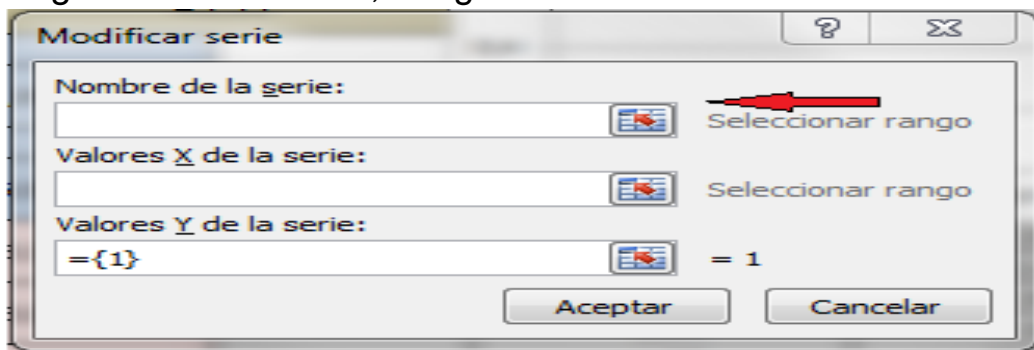 Modificar serie
Nombre de la serie:
Seleccionar rango
Valores X de la serie:
Seleccionar rango
Valores Y de la serie:
={1}
= 1
Aceptar
Cancelar